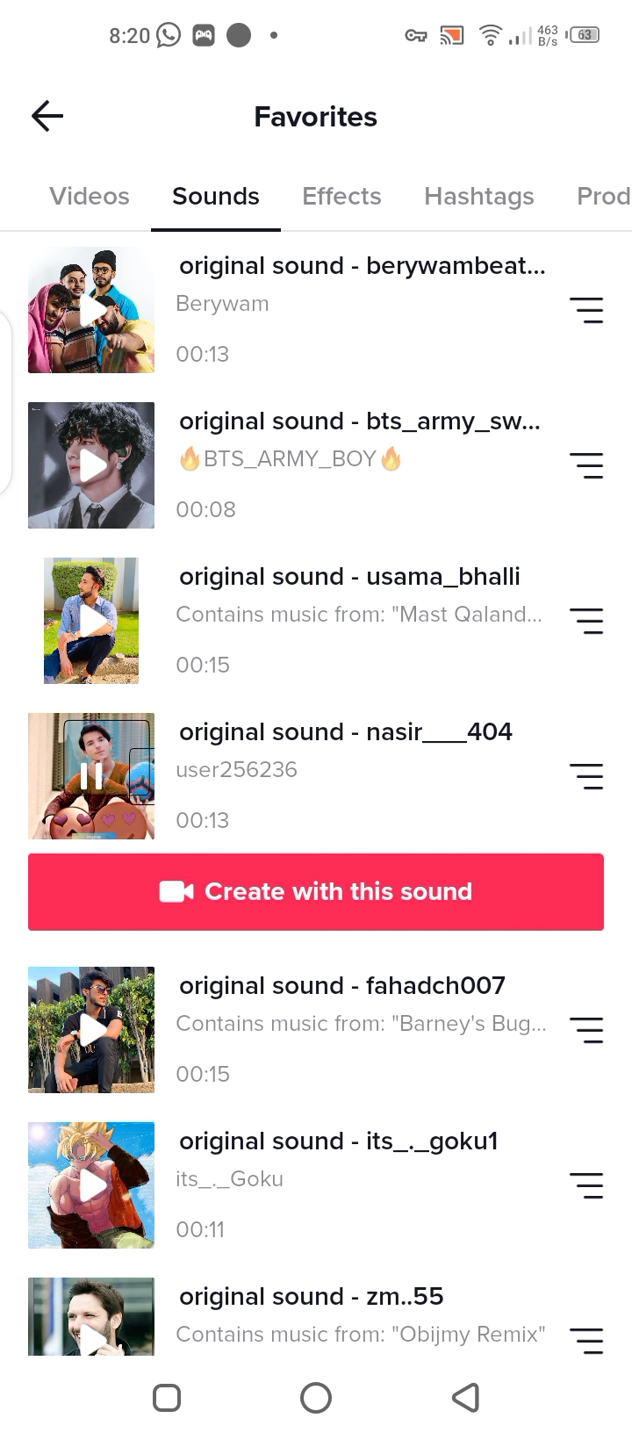 8:20 463 B/s 63
Favorites
Videos Sounds Effects Hashtags Prod
original sound - berywambeat...
Berywam
00:13
original sound - bts_army_sw...
🔥BTS_ARMY_BOY🔥
00:08
original sound - usama_bhalli
Contains music from: "Mast Qaland...
00:15
original sound - nasir___404
user256236
00:13
Create with this sound
original sound - fahadch007
Contains music from: "Barney's Bug...
00:15
original sound - its_._goku1
its_._Goku
00:11
original sound - zm..55
Contains music from: "Obijmy Remix"